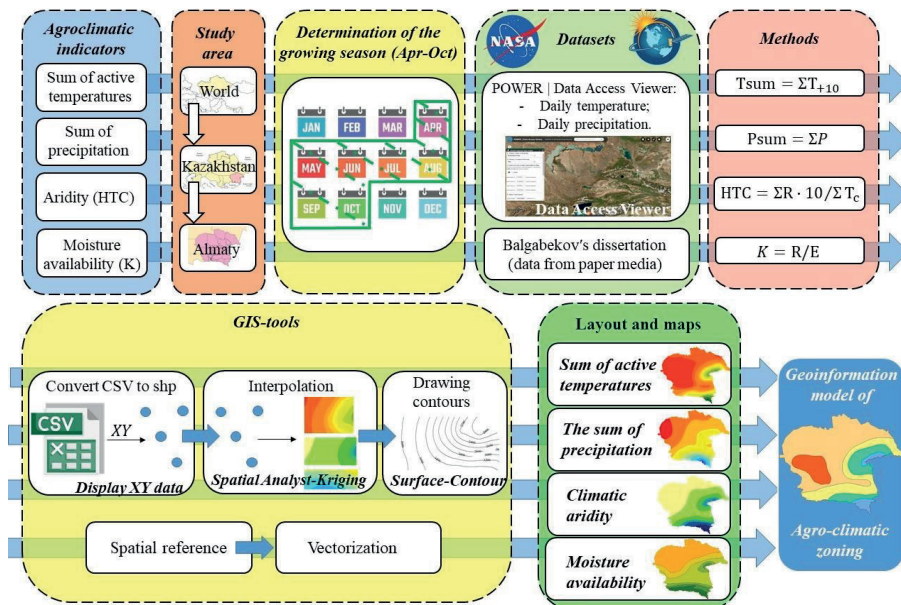 Agroclimatic
indicators
Sum of active
temperatures
Sum of
precipitation
Aridity (HTC)
Moisture
availability (K)
Study
area
World
Kazakhstan
Almaty
Determination of the
growing season (Apr-Oct)
JAN FEB MAR APR
MAY JUN JUL AUG
SEP OCT NOV DEC
NASA
Datasets
POWER | Data Access Viewer:
- Daily temperature;
- Daily precipitation.
Data Access Viewer
Balgabekov's dissertation
(data from paper media)
Methods
Tsum = ΣT₊₁₀
Psum = ΣP
HTC = ΣR · 10/Σ T_c
K = R/E
GIS-tools
Convert CSV to shp
CSV
XY
Display XY data
Interpolation
Spatial Analyst-Kriging
Drawing
contours
Surface-Contour
Spatial reference
Vectorization
Layout and maps
Sum of active
temperatures
The sum of
precipitation
Climatic
aridity
Moisture
availability
Geoinformation
model of
Agro-climatic
zoning